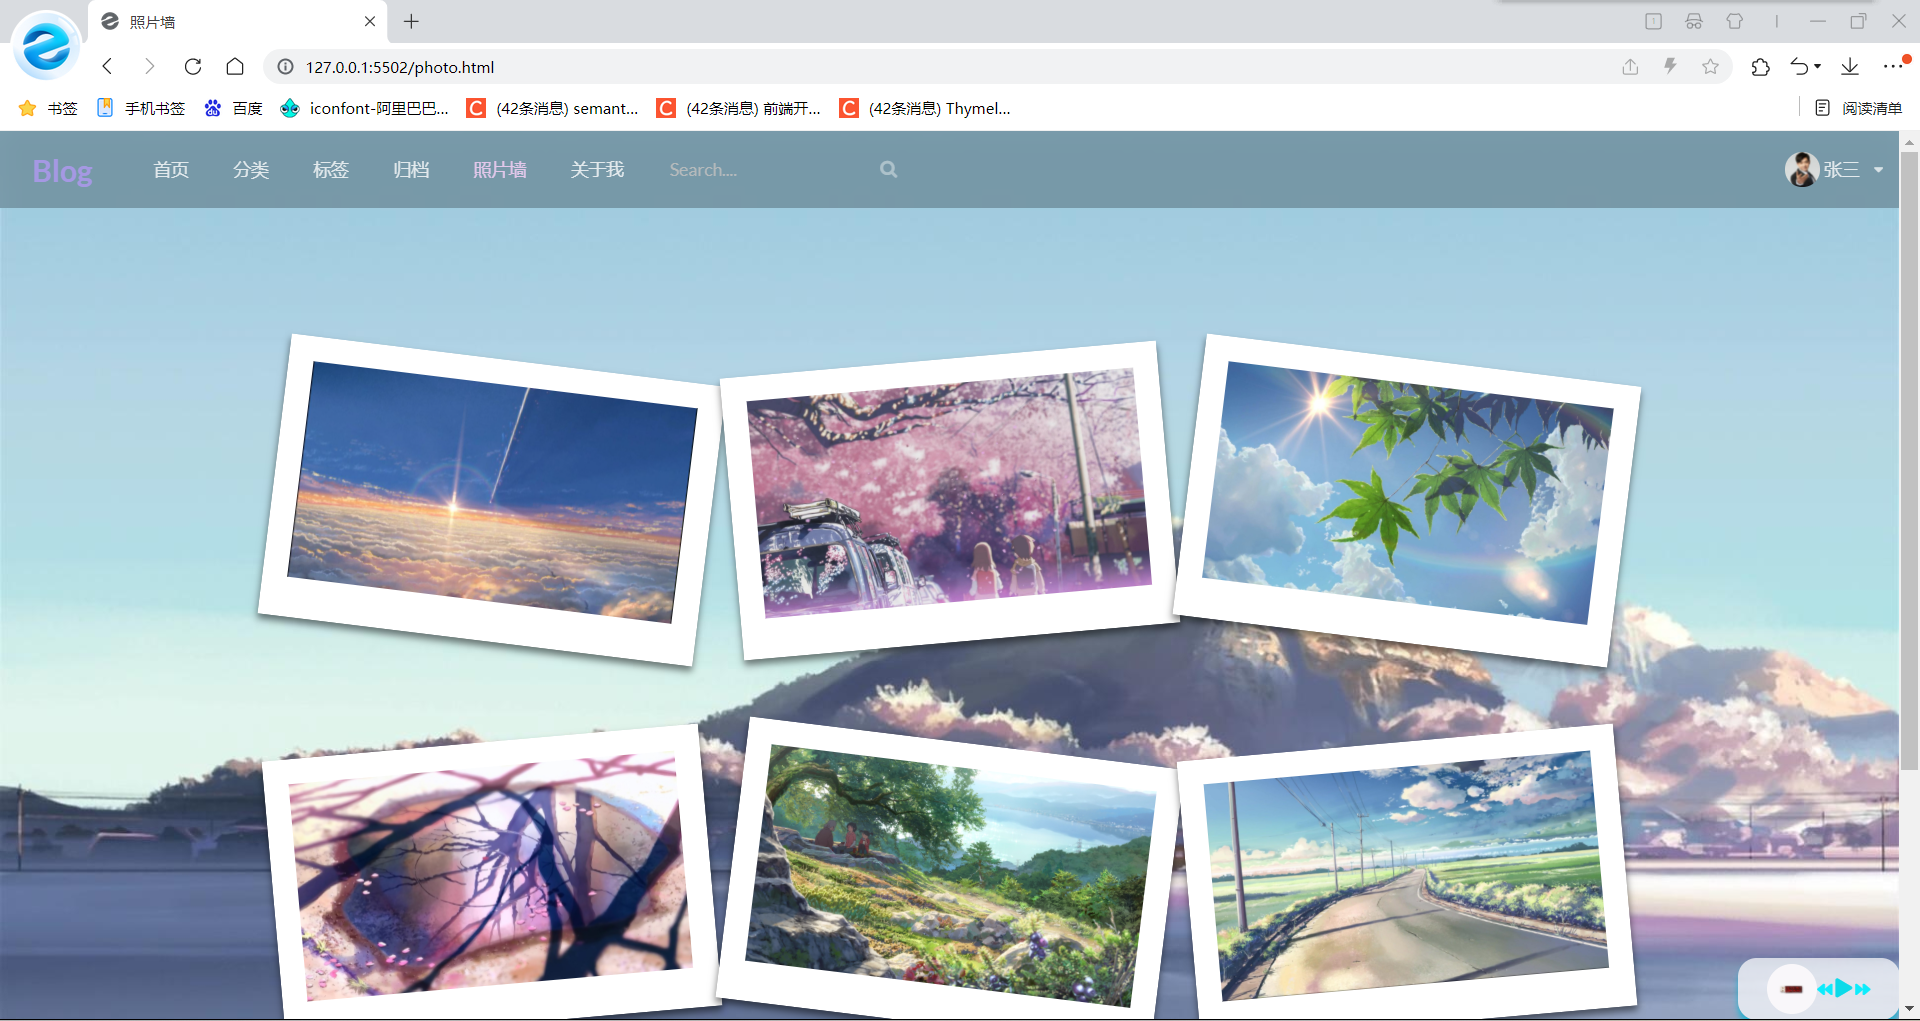 照片墙
127.0.0.1:5502/photo.html
书签 手机书签 百度 iconfont-阿里巴巴... (42条消息) semant... (42条消息) 前端开... (42条消息) Thymel... 阅读清单
Blog 首页 分类 标签 归档 照片墙 关于我 Search.... 张三